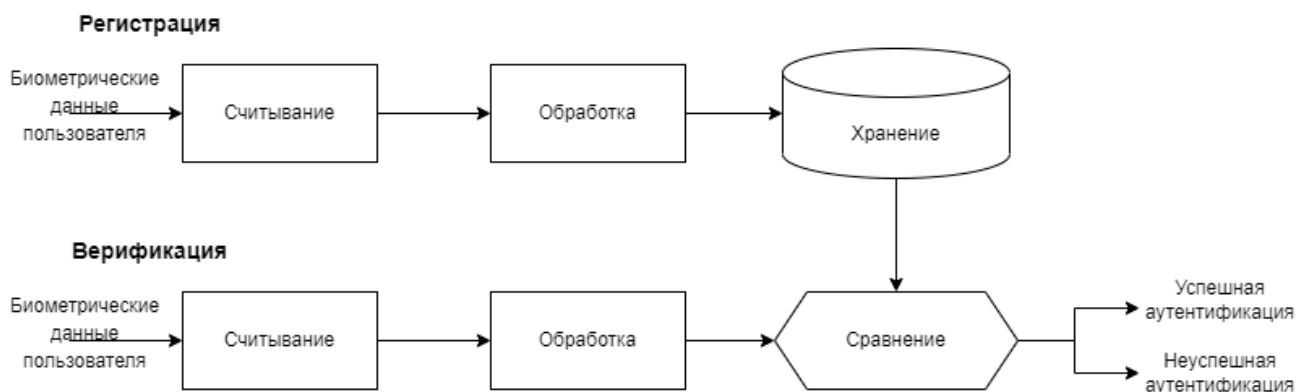 Регистрация
Биометрические
данные
пользователя
Считывание
Обработка
Хранение
Верификация
Биометрические
данные
пользователя
Считывание
Обработка
Сравнение
Успешная
аутентификация
Неуспешная
аутентификация